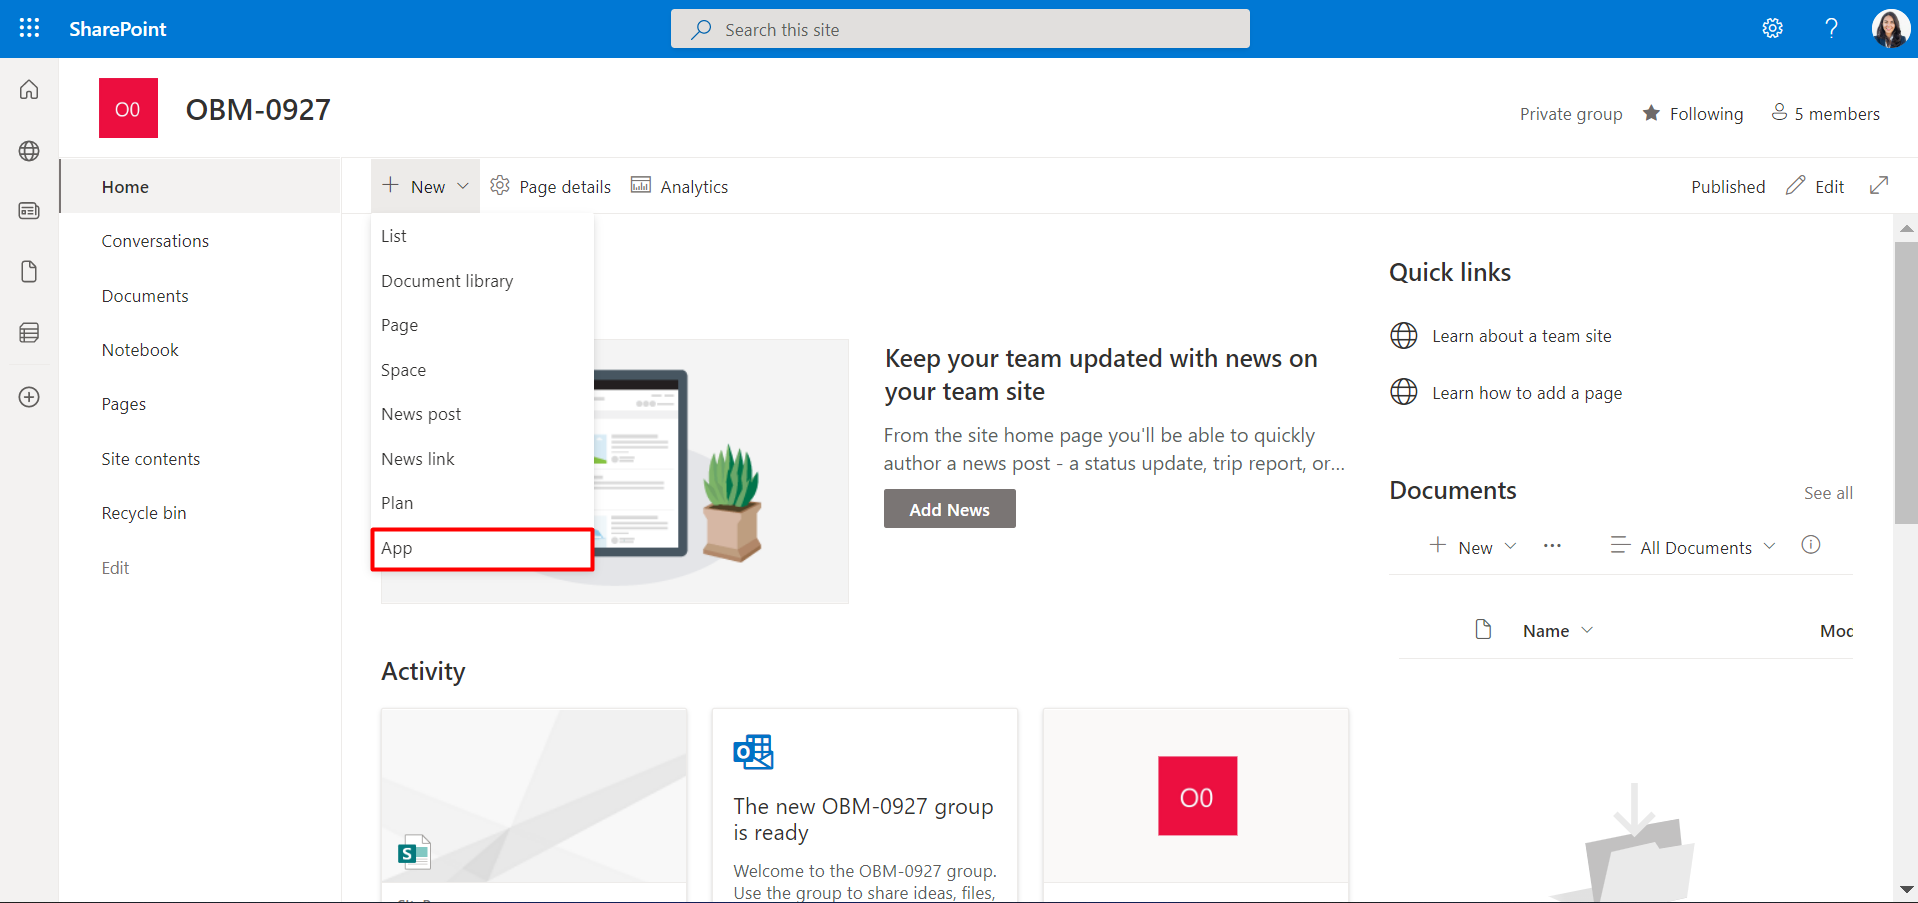 SharePoint
Search this site
O0
OBM-0927
Private group
Following
5 members
Home
New
Page details
Analytics
Published
Edit
List
Conversations
Document library
Documents
Page
Notebook
Space
Pages
News post
Site contents
News link
Recycle bin
Plan
Edit
App
Keep your team updated with news on
your team site
From the site home page you'll be able to quickly
author a news post - a status update, trip report, or...
Add News
Quick links
Learn about a team site
Learn how to add a page
Documents
See all
New
All Documents
Name
Activity
S
O
The new OBM-0927 group
is ready
Welcome to the OBM-0927 group.
Use the group to share ideas, files,
O0